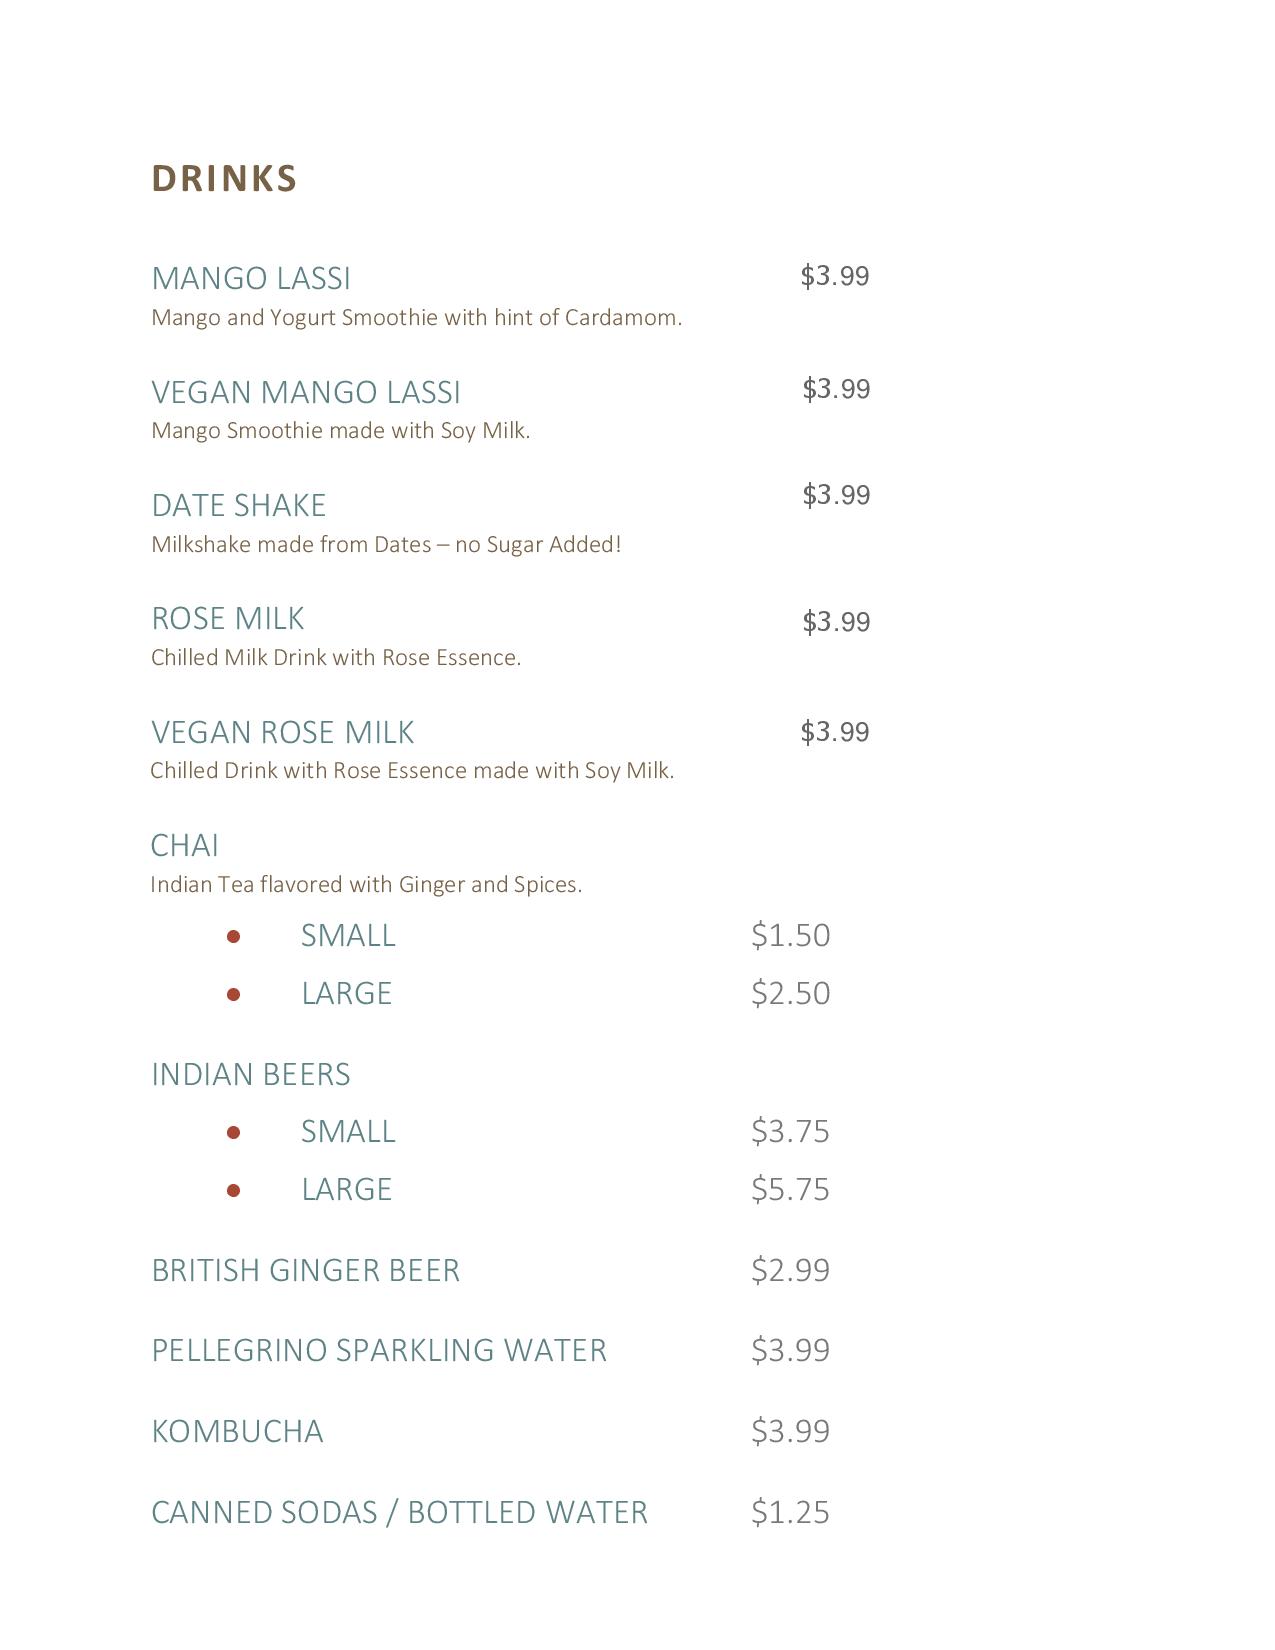 DRINKS
MANGO LASSI $3.99
Mango and Yogurt Smoothie with hint of Cardamom.
VEGAN MANGO LASSI $3.99
Mango Smoothie made with Soy Milk.
DATE SHAKE $3.99
Milkshake made from Dates – no Sugar Added!
ROSE MILK $3.99
Chilled Milk Drink with Rose Essence.
VEGAN ROSE MILK $3.99
Chilled Drink with Rose Essence made with Soy Milk.
CHAI
Indian Tea flavored with Ginger and Spices.
• SMALL $1.50
• LARGE $2.50
INDIAN BEERS
• SMALL $3.75
• LARGE $5.75
BRITISH GINGER BEER $2.99
PELLEGRINO SPARKLING WATER $3.99
KOMBUCHA $3.99
CANNED SODAS / BOTTLED WATER $1.25